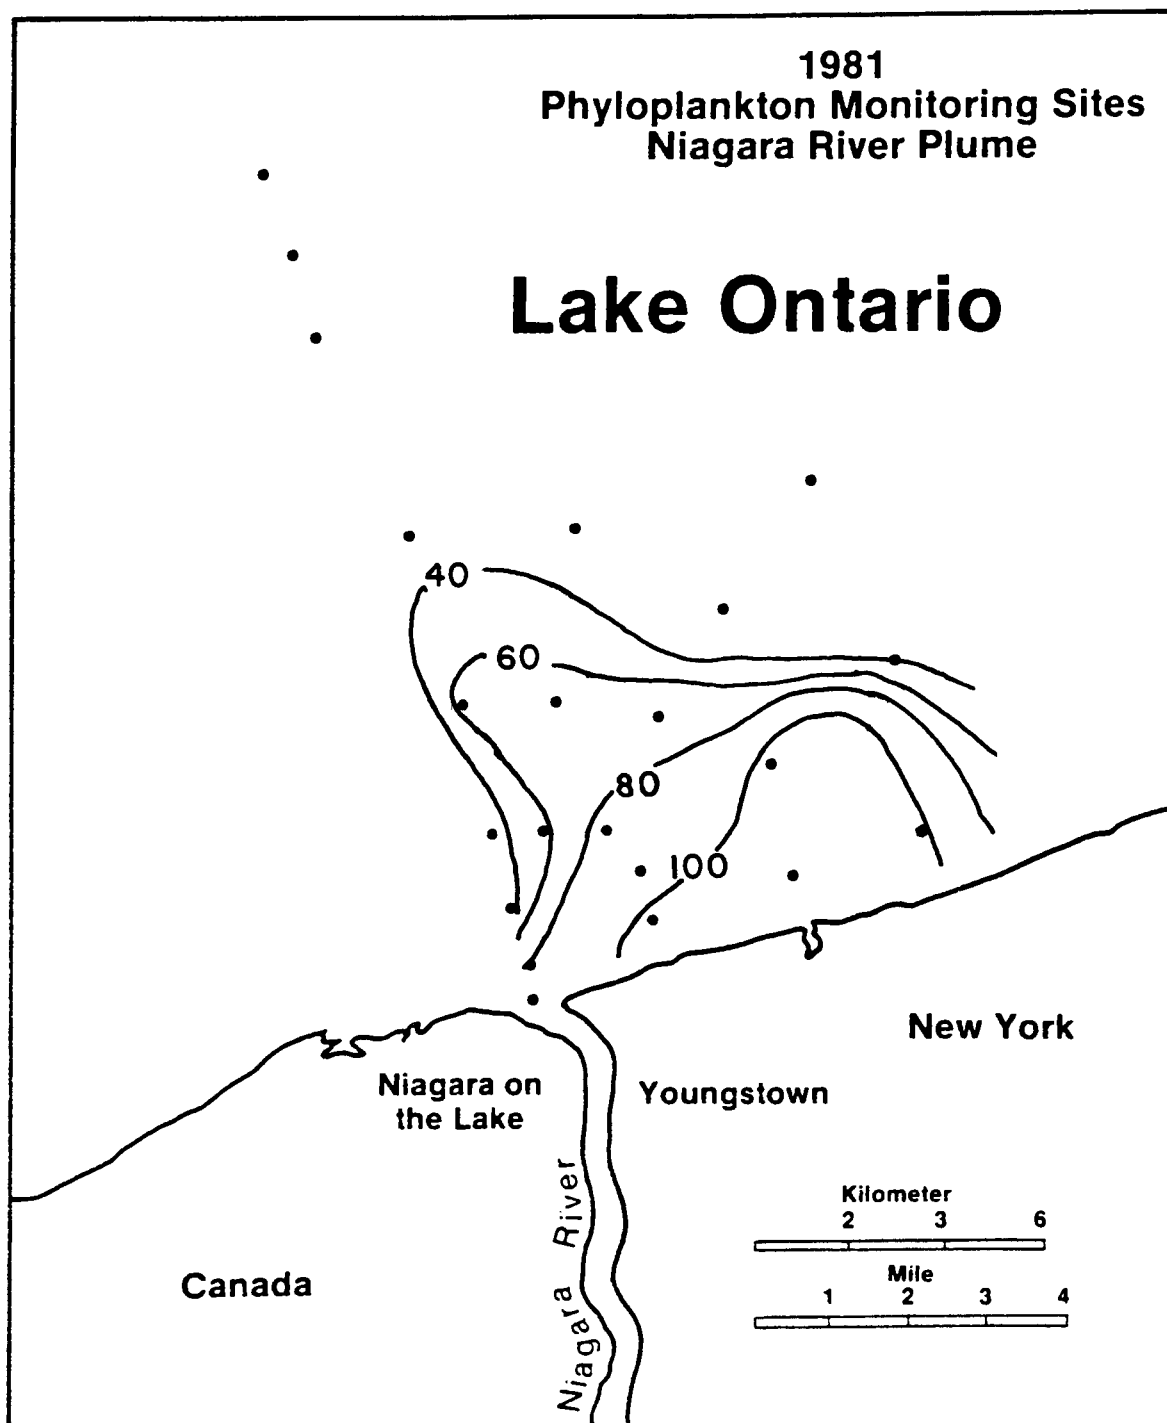 1981
Phyloplankton Monitoring Sites
Niagara River Plume
Lake Ontario
40
60
80
100
New York
Niagara on
the Lake
Youngstown
Niagara River
Canada
Kilometer
2 3 6
Mile
1 2 3 4